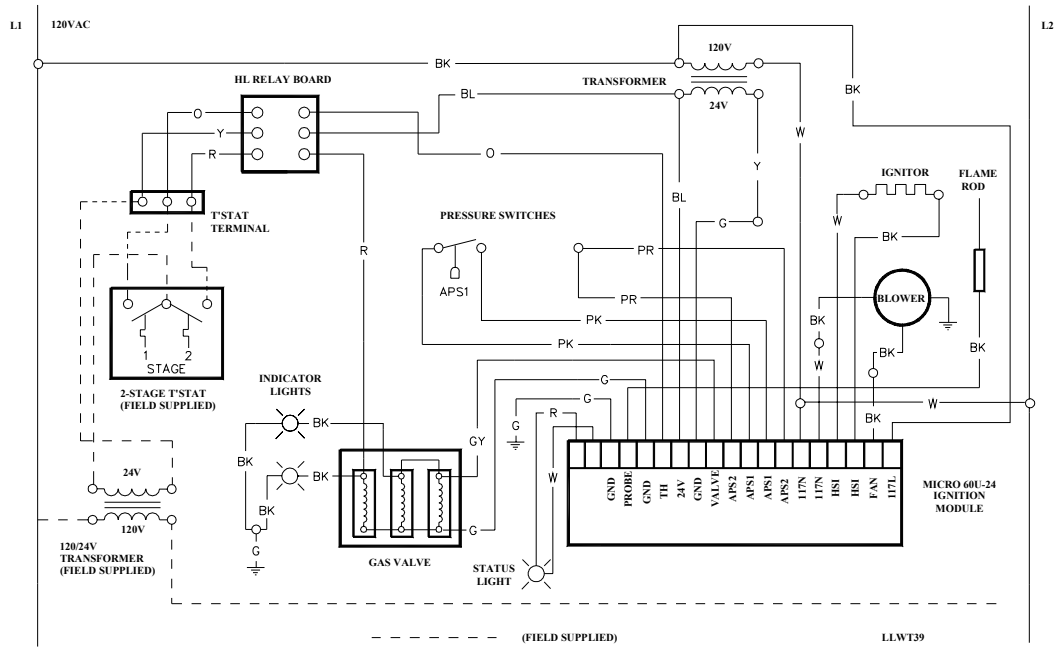 L1
120VAC
L2
BK
120V
TRANSFORMER
24V
BK
HL RELAY BOARD
BL
O
Y
R
O
W
Y
BL
G
IGNITOR
FLAME
ROD
W
BK
T'STAT
TERMINAL
PRESSURE SWITCHES
R
APS1
PR
PR
PK
PK
BLOWER
BK
BK
W
BK
1
2
STAGE
2-STAGE T'STAT
(FIELD SUPPLIED)
INDICATOR
LIGHTS
BK
BK
BK
BK
G
GY
G
G
R
W
G
BK
W
GND
PROBE
GND
TH
24V
GND
VALVE
APS2
APS1
APS1
APS2
117N
117N
HSI
HSI
FAN
117L
MICRO 60U-24
IGNITION
MODULE
24V
120V
120/24V
TRANSFORMER
(FIELD SUPPLIED)
GAS VALVE
STATUS
LIGHT
(FIELD SUPPLIED)
LLWT39